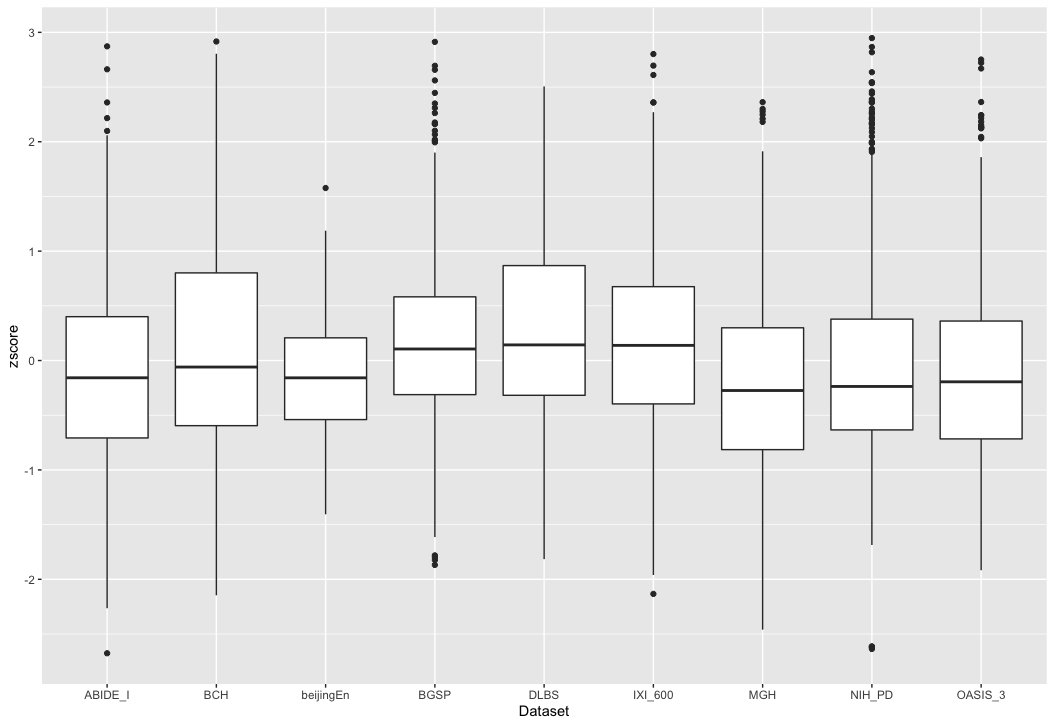 zscore
3
2
1
0
-1
-2
ABIDE_I BCH beijingEn BGSP DLBS IXI_600 MGH NIH_PD OASIS_3
Dataset